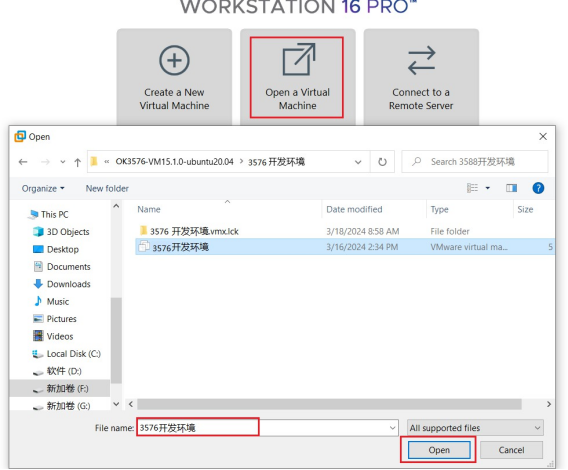 WORKSTATION 16 PRO™
Create a New
Virtual Machine
Open a Virtual
Machine
Connect to a
Remote Server
Open
« OK3576-VM15.1.0-ubuntu20.04 > 3576 开发环境
Search 3588开发环境
Organize
New folder
This PC
3D Objects
Desktop
Documents
Downloads
Music
Pictures
Videos
Local Disk (C:)
软件 (D:)
新加卷 (F:)
新加卷 (G:)
Name Date modified Type Size
3576 开发环境.vmx.lck 3/18/2024 8:58 AM File folder
3576开发环境 3/16/2024 2:34 PM VMware virtual ma... 5
File name: 3576开发环境 All supported files
Open Cancel